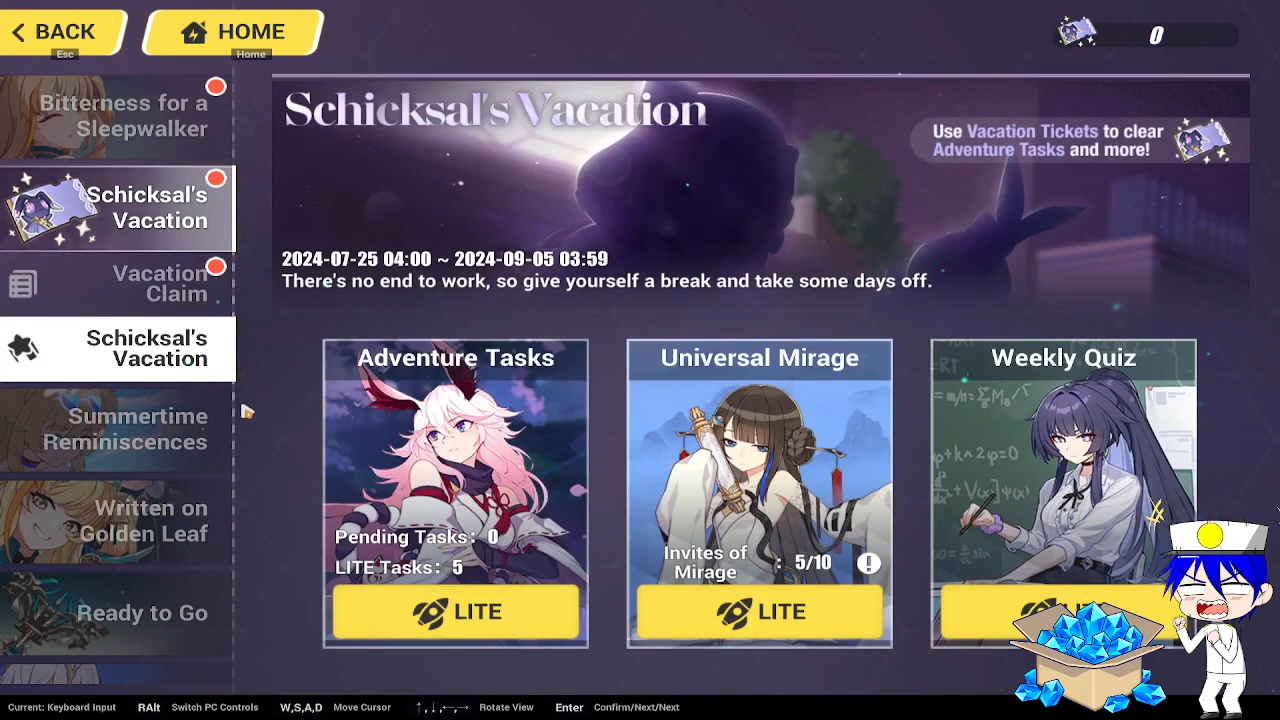 BACK
Esc
HOME
Home
0
Bitterness for a
Sleepwalker
Schicksal's
Vacation
Vacation
Claim
Schicksal's
Vacation
Summertime
Reminiscences
Written on
Golden Leaf
Ready to Go
Schicksal's Vacation
Use Vacation Tickets to clear
Adventure Tasks and more!
2024-07-25 04:00 ~ 2024-09-05 03:59
There's no end to work, so give yourself a break and take some days off.
Adventure Tasks
Pending Tasks: 0
LITE Tasks: 5
LITE
Universal Mirage
Invites of
Mirage : 5/10
LITE
Weekly Quiz
Current: Keyboard Input RAlt Switch PC Controls W,S,A,D Move Cursor ↑,↓,←,→ Rotate View Enter Confirm/Next/Next